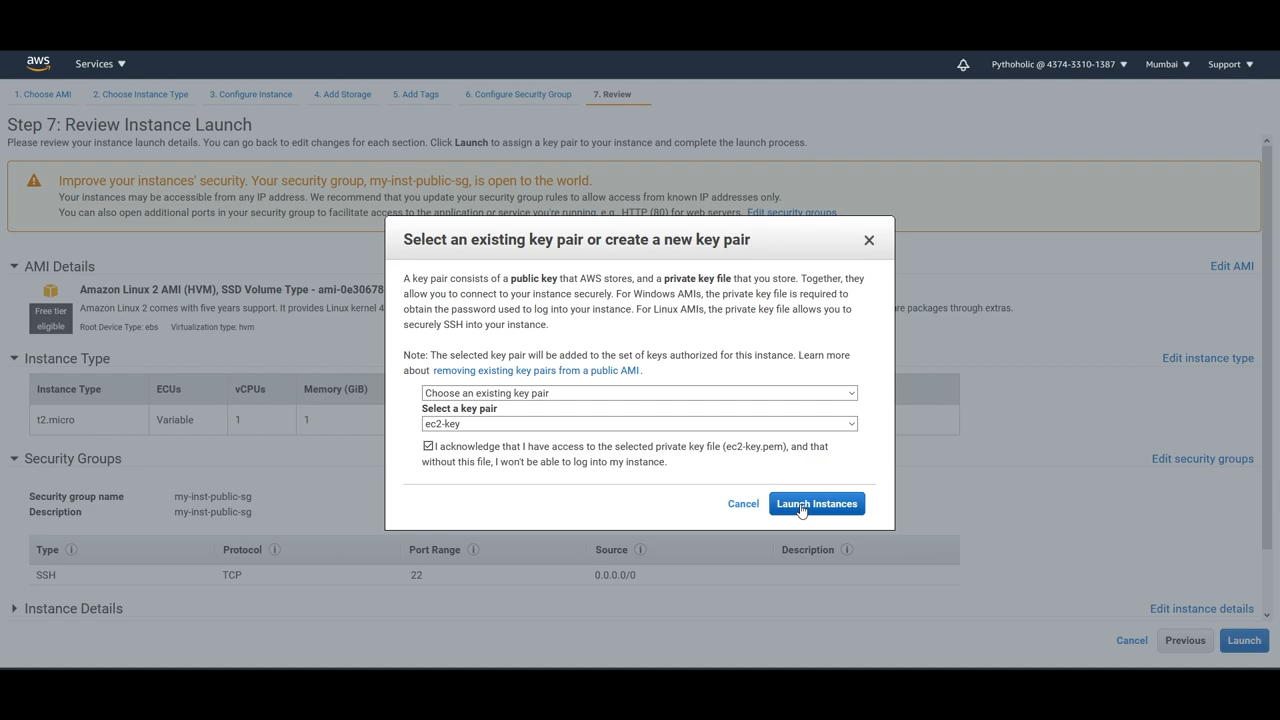 aws
Services
Pythoholic @ 4374-3310-1387
Mumbai
Support
1. Choose AMI
2. Choose Instance Type
3. Configure Instance
4. Add Storage
5. Add Tags
6. Configure Security Group
7. Review
Step 7: Review Instance Launch
Please review your instance launch details. You can go back to edit changes for each section. Click Launch to assign a key pair to your instance and complete the launch process.
Improve your instances' security. Your security group, my-inst-public-sg, is open to the world.
Your instances may be accessible from any IP address. We recommend that you update your security group rules to allow access from known IP addresses only.
You can also open additional ports in your security group to facilitate access to the application or service you're running, e.g., HTTP (80) for web servers. Edit security groups
Select an existing key pair or create a new key pair
A key pair consists of a public key that AWS stores, and a private key file that you store. Together, they
allow you to connect to your instance securely. For Windows AMIs, the private key file is required to
obtain the password used to log into your instance. For Linux AMIs, the private key file allows you to
securely SSH into your instance.
Note: The selected key pair will be added to the set of keys authorized for this instance. Learn more
about removing existing key pairs from a public AMI.
Choose an existing key pair
Select a key pair
ec2-key
I acknowledge that I have access to the selected private key file (ec2-key.pem), and that
without this file, I won't be able to log into my instance.
Cancel
Launch Instances
AMI Details
Edit AMI
Amazon Linux 2 AMI (HVM), SSD Volume Type - ami-0e30678
Free tier
eligible
Amazon Linux 2 comes with five years support. It provides Linux kernel 4
re packages through extras.
Root Device Type: ebs Virtualization type: hvm
Instance Type
Edit instance type
Instance Type
ECUs
vCPUs
Memory (GiB)
t2.micro
Variable
1
1
Security Groups
Edit security groups
Security group name
my-inst-public-sg
Description
my-inst-public-sg
Type
Protocol
Port Range
Source
Description
SSH
TCP
22
0.0.0.0/0
Instance Details
Edit instance details
Cancel
Previous
Launch